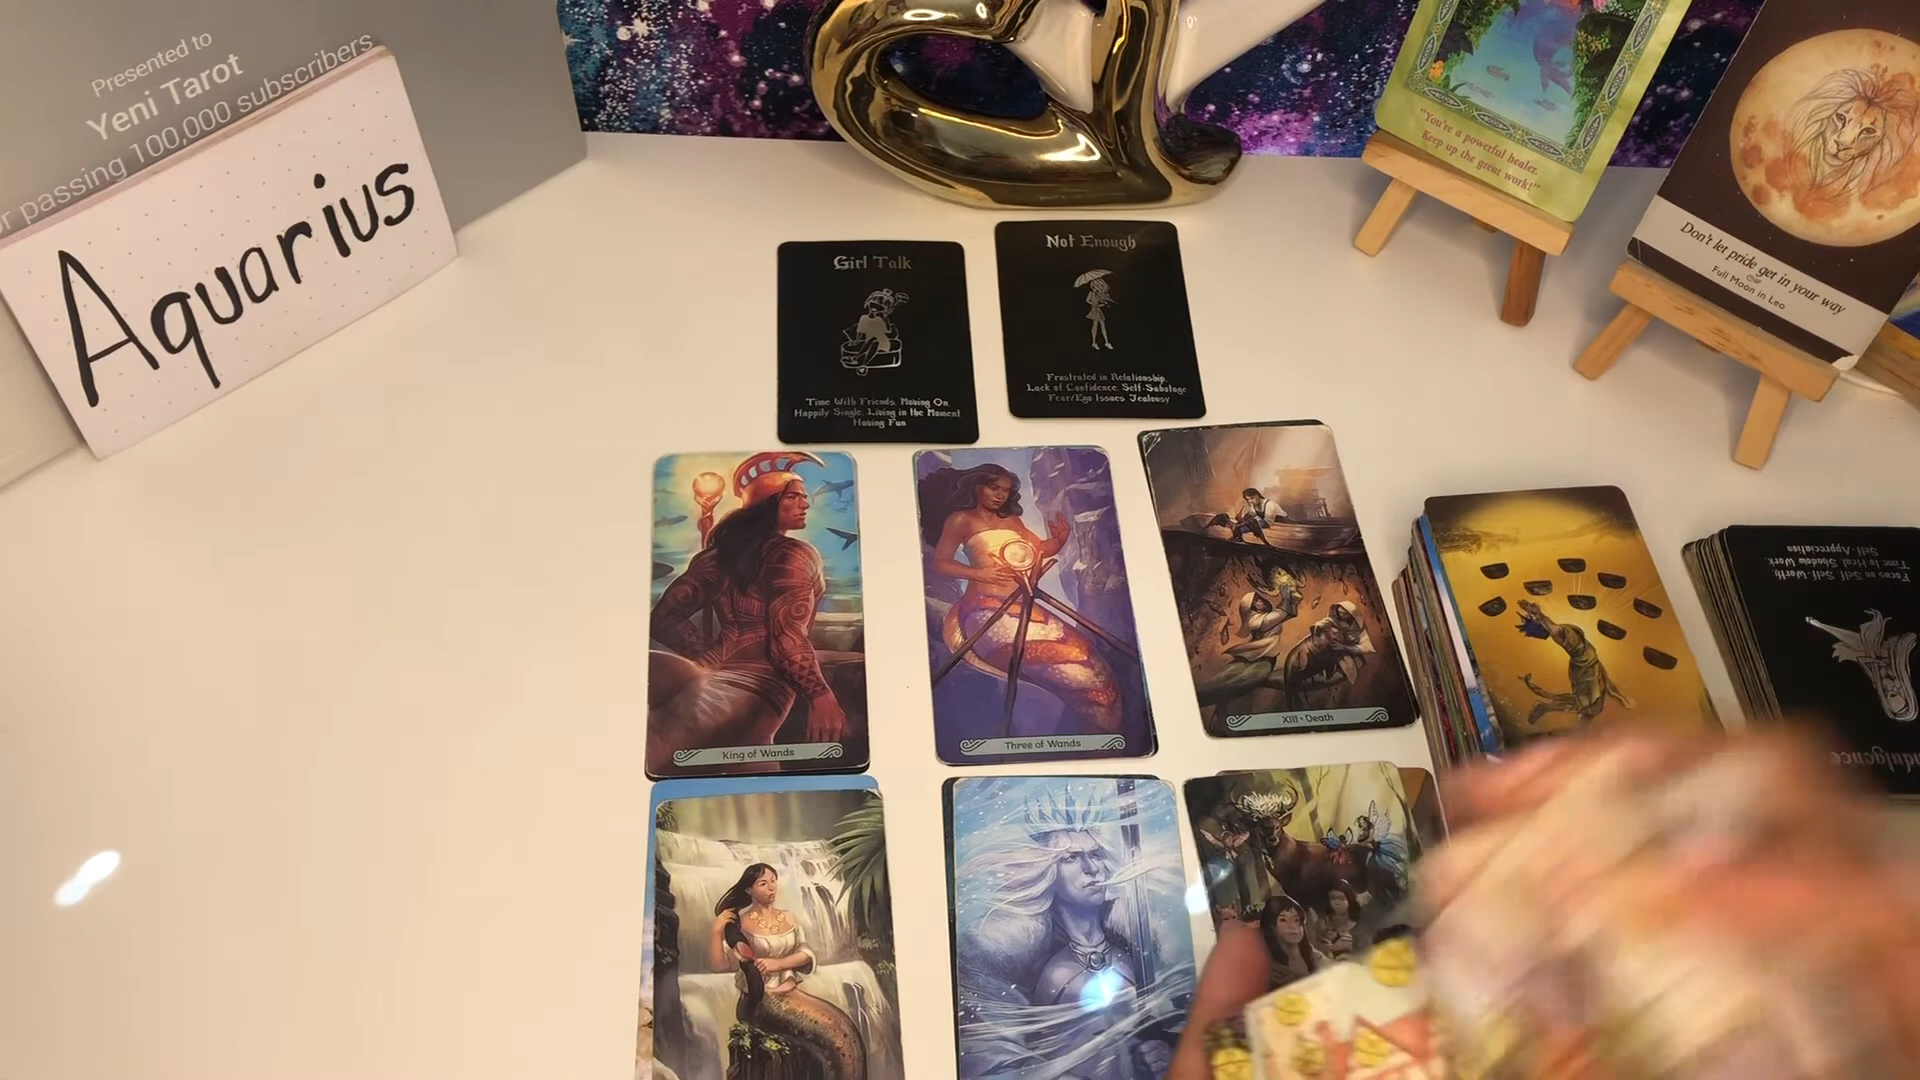 Presented to
Yeni Tarot
passing 100,000 subscribers
Aquarius
Girl Talk
Time With Friends. Moving On.
Happily Single. Living in the Moment.
Having Fun
Not Enough
Frustrated in Relationship.
Lack of Confidence. Self-Sabotage
Fear/Ego Issues Jealousy
"You're a powerful healer.
Keep up the great work!"
Don't let pride get in your way
Full Moon in Leo
King of Wands
Three of Wands
XIII • Death
Focus on Self. Self-Worth
Time to Heal. Shadow Work.
Self-Appreciation